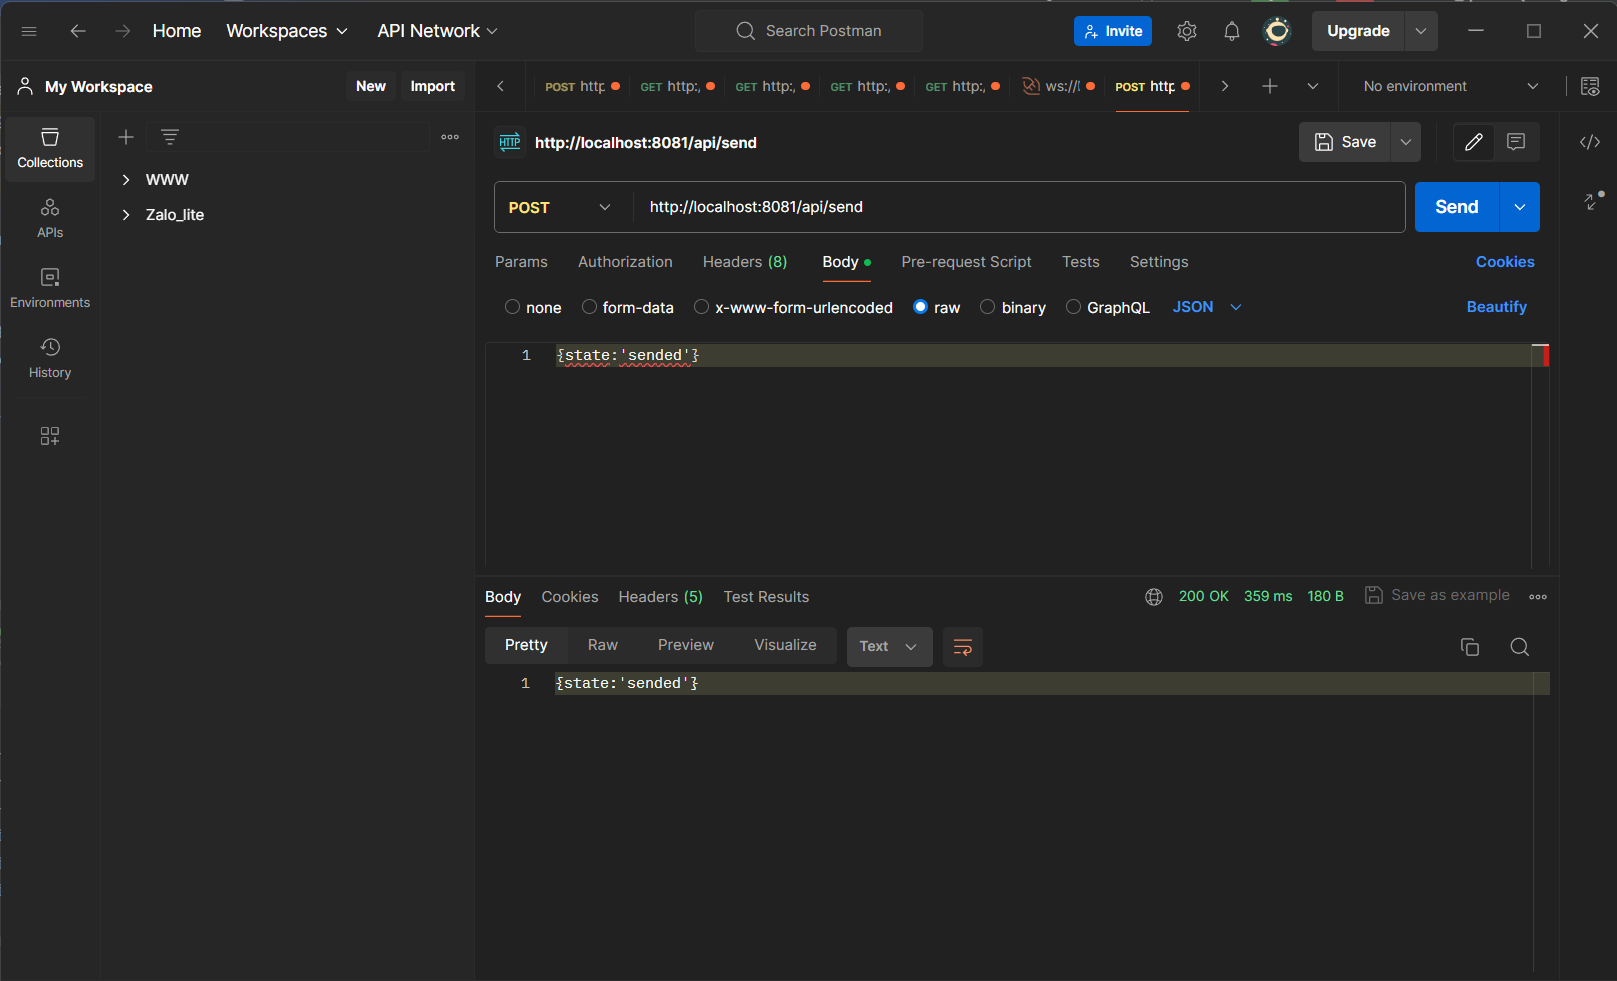 Home Workspaces API Network Search Postman Invite Upgrade
My Workspace New Import POST http GET http:, GET http:, GET http:, GET http:, ws://l POST http No environment
Collections
APIs
Environments
History
WWW
Zalo_lite
HTTP http://localhost:8081/api/send Save
POST http://localhost:8081/api/send Send
Params Authorization Headers (8) Body Pre-request Script Tests Settings Cookies
none form-data x-www-form-urlencoded raw binary GraphQL JSON Beautify
1 {state:'sended'}
Body Cookies Headers (5) Test Results 200 OK 359 ms 180 B Save as example
Pretty Raw Preview Visualize Text
1 {state:'sended'}